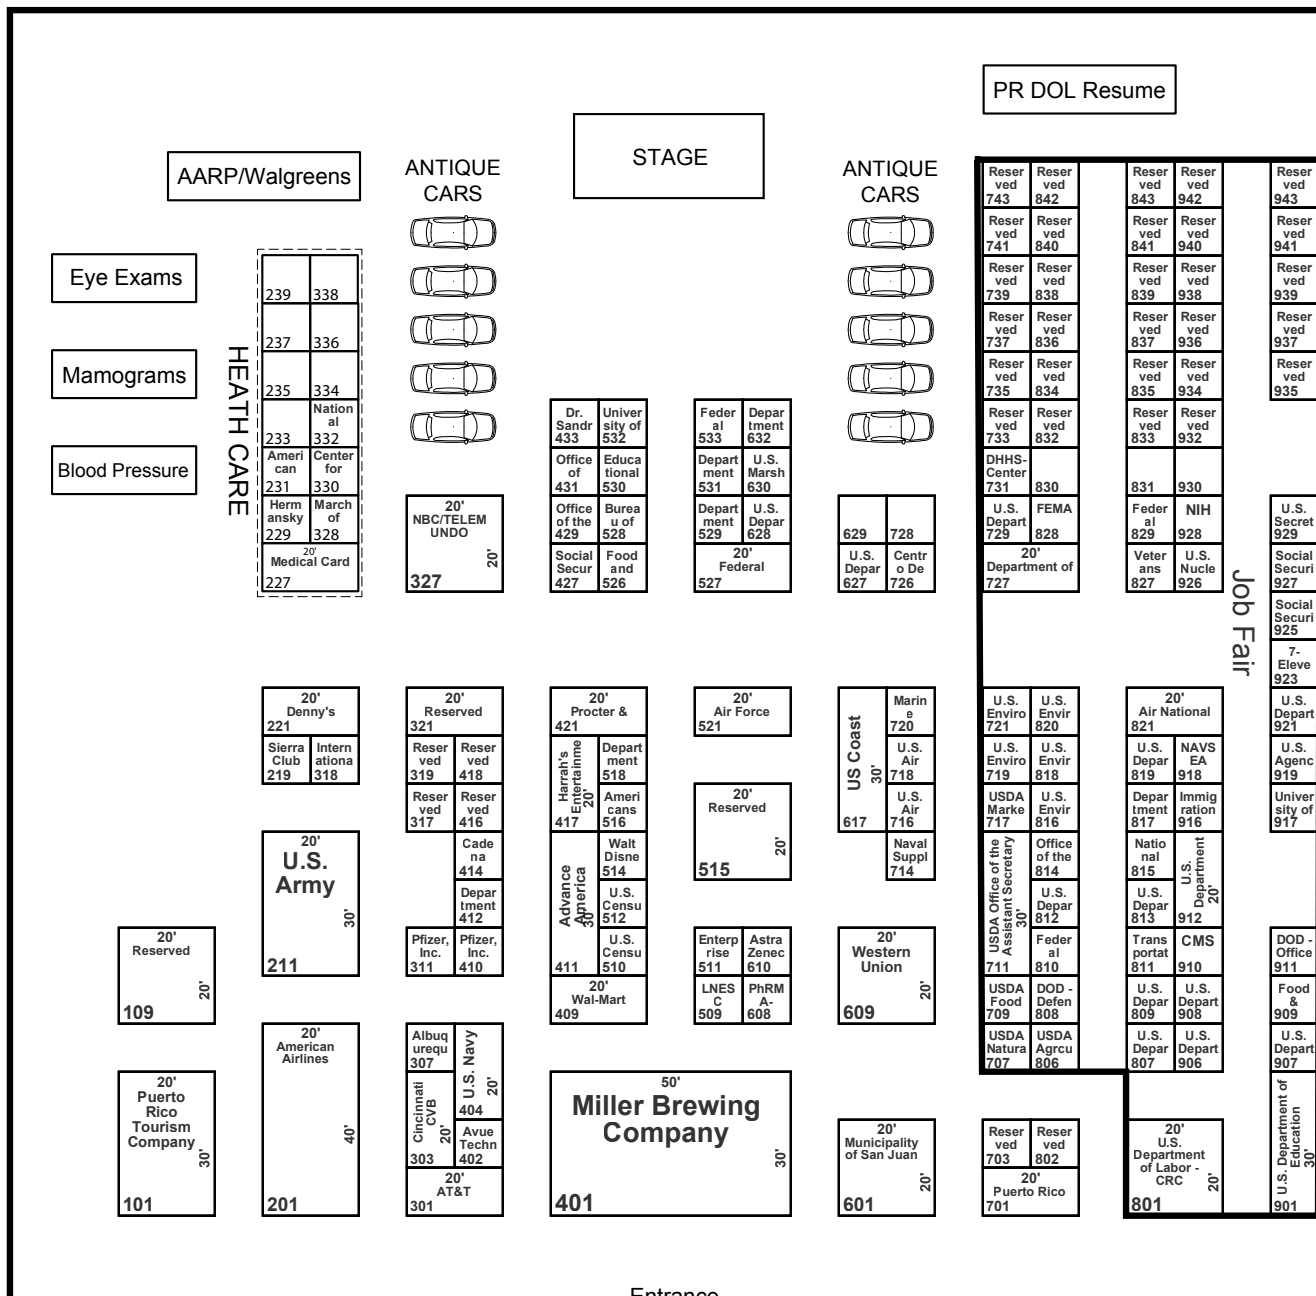 PR DOL Resume
STAGE
AARP/Walgreens
ANTIQUE
CARS
ANTIQUE
CARS
Eye Exams
Mamograms
Blood Pressure
HEATH CARE
239
338
237
336
235
334
233
Nation
al
332
Ameri
can
231
Center
for
330
Herm
ansky
229
March
of
328
20'
Medical Card
227
20'
NBC/TELEM
UNDO
20'
327
Dr.
Sandr
433
Univer
sity of
532
Office
of
431
Educa
tional
530
Office
of the
429
Burea
u of
528
Social
Secur
427
Food
and
526
Feder
al
533
Depar
tment
632
Depart
ment
531
U.S.
Marsh
630
Depart
ment
529
U.S.
Depar
628
20'
Federal
527
629
728
U.S.
Depar
627
Centr
o De
726
Reser
ved
743
Reser
ved
842
Reser
ved
741
Reser
ved
840
Reser
ved
739
Reser
ved
838
Reser
ved
737
Reser
ved
836
Reser
ved
735
Reser
ved
834
Reser
ved
733
Reser
ved
832
DHHS-
Center
731
830
U.S.
Depart
729
FEMA
828
20'
Department of
727
Reser
ved
843
Reser
ved
942
Reser
ved
841
Reser
ved
940
Reser
ved
839
Reser
ved
938
Reser
ved
837
Reser
ved
936
Reser
ved
835
Reser
ved
934
Reser
ved
833
Reser
ved
932
831
930
Feder
al
829
NIH
928
Veter
ans
827
U.S.
Nucle
926
Reser
ved
943
Reser
ved
941
Reser
ved
939
Reser
ved
937
Reser
ved
935
U.S.
Secret
929
Social
Securi
927
Social
Securi
925
7-
Eleve
923
U.S.
Depart
921
U.S.
Agenc
919
Univer
sity of
917
Job Fair
20'
Denny's
221
Sierra
Club
219
Intern
ationa
318
20'
U.S.
Army
30'
211
20'
Reserved
20'
109
20'
Puerto
Rico
Tourism
Company
30'
101
20'
American
Airlines
40'
201
20'
Reserved
321
Reser
ved
319
Reser
ved
418
Reser
ved
317
Reser
ved
416
Cade
na
414
Depar
tment
412
Pfizer,
Inc.
311
Pfizer,
Inc.
410
Albuq
urequ
307
U.S. Navy
20'
404
Cincinnati
CVB
20'
303
Avue
Techn
402
20'
AT&T
301
20'
Procter &
421
Harrah's
Entertainme
20'
417
Depart
ment
518
Ameri
cans
516
Advance
America
30'
411
Walt
Disne
514
U.S.
Censu
512
U.S.
Censu
510
20'
Wal-Mart
409
50'
Miller Brewing
Company
30'
401
20'
Air Force
521
20'
Reserved
20'
515
Enterp
rise
511
Astra
Zenec
610
LNES
C
509
PhRM
A-
608
US Coast
30'
617
Marin
e
720
U.S.
Air
718
U.S.
Air
716
Naval
Suppl
714
20'
Western
Union
20'
609
20'
Municipality
of San Juan
20'
601
U.S.
Enviro
721
U.S.
Envir
820
U.S.
Enviro
719
U.S.
Envir
818
USDA
Marke
717
U.S.
Envir
816
USDA Office of the
Assistant Secretary
30'
711
Office
of the
814
U.S.
Depar
812
Feder
al
810
USDA
Food
709
DOD -
Defen
808
USDA
Natura
707
USDA
Agrcu
806
Reser
ved
703
Reser
ved
802
20'
Puerto Rico
701
20'
Air National
821
U.S.
Depar
819
NAVS
EA
918
Depar
tment
817
Immig
ration
916
Natio
nal
815
U.S.
Department
20'
912
U.S.
Depar
813
Trans
portat
811
CMS
910
U.S.
Depar
809
U.S.
Depart
908
U.S.
Depar
807
U.S.
Depart
906
20'
U.S.
Department
of Labor -
CRC
20'
801
DOD -
Office
911
Food
&
909
U.S.
Depart
907
U.S. Department of
Education
30'
901
Entrance